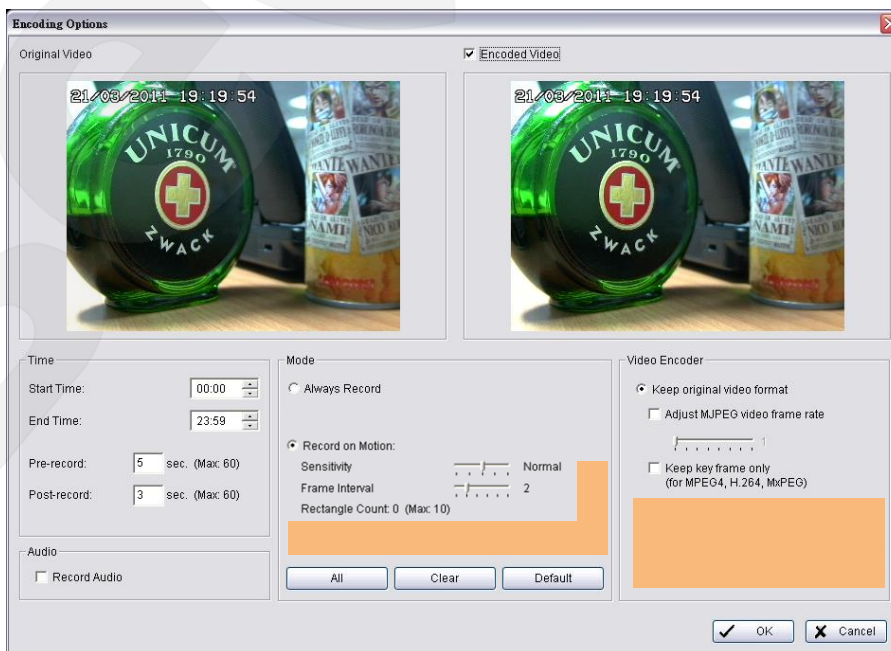 Encoding Options
Original Video
Encoded Video
21/03/2011 19:19:54
UNICUM
1790
ZWACK
WANTED
NAMI
21/03/2011 19:19:54
UNICUM
1790
ZWACK
WANTED
NAMI
Time
Start Time: 00:00
End Time: 23:59
Pre-record: 5 sec. (Max: 60)
Post-record: 3 sec. (Max: 60)
Audio
Record Audio
Mode
Always Record
Record on Motion:
Sensitivity Normal
Frame Interval 2
Rectangle Count: 0 (Max: 10)
All Clear Default
Video Encoder
Keep original video format
Adjust MJPEG video frame rate
1
Keep key frame only
(for MPEG4, H.264, MxPEG)
OK Cancel